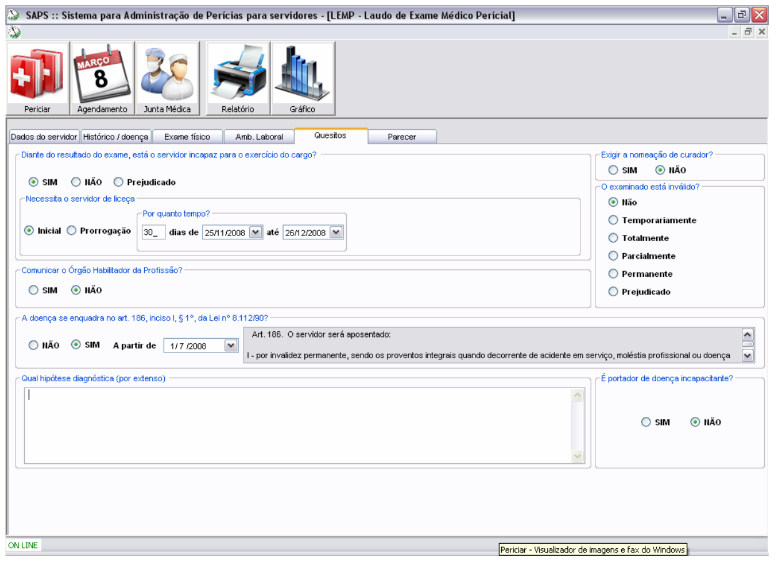 SAPS :: Sistema para Administração de Perícias para servidores - [LEMP - Laudo de Exame Médico Pericial]
MARÇO
8
Periciar
Agendamento
Junta Médica
Relatório
Gráfico
Dados do servidor
Histórico / doença
Exame físico
Amb. Laboral
Quesitos
Parecer
Diante do resultado do exame, está o servidor incapaz para o exercício do cargo?
SIM NÃO Prejudicado
Necessita o servidor de liceça
Inicial Prorrogação
Por quanto tempo?
30_ dias de 25/11/2008 até 26/12/2008
Exigir a nomeação de curador?
SIM NÃO
O examinado está inválido?
Não
Temporariamente
Totalmente
Parcialmente
Permanente
Prejudicado
Comunicar o Órgão Habilitador da Profissão?
SIM NÃO
A doença se enquadra no art. 186, inciso I, § 1º, da Lei nº 8.112/90?
NÃO SIM A partir de 1/ 7 /2008
Art. 186. O servidor será aposentado:
I - por invalidez permanente, sendo os proventos integrais quando decorrente de acidente em serviço, moléstia profissional ou doença
Qual hipótese diagnóstica (por extenso)
É portador de doença incapacitante?
SIM NÃO
ON LINE
Periciar - Visualizador de imagens e fax do Windows